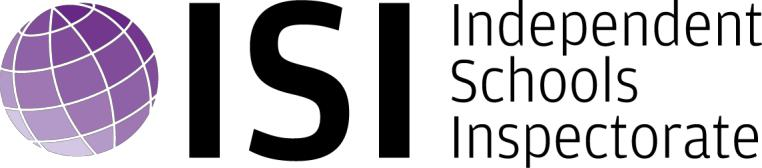 ISI
Independent
Schools
Inspectorate